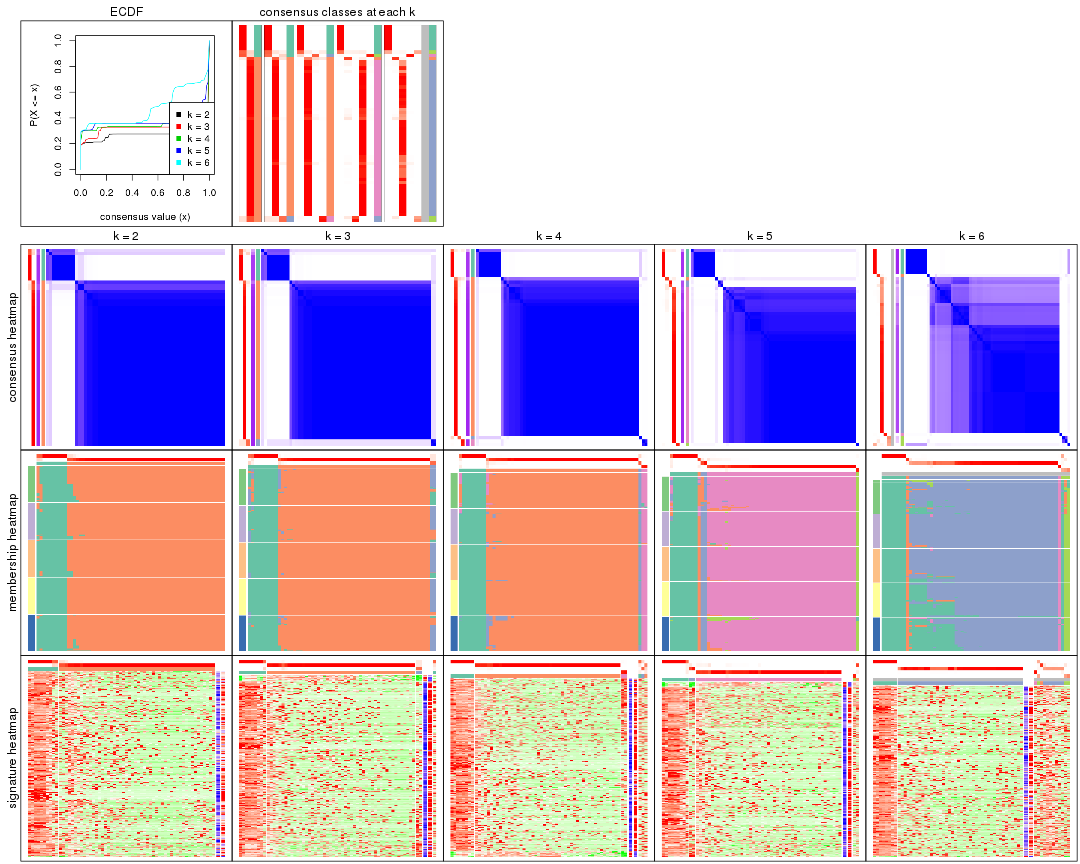 ECDF
consensus classes at each k
P(X <= x)
0.0
0.2
0.4
0.6
0.8
1.0
k = 2
k = 3
k = 4
k = 5
k = 6
0.0 0.2 0.4 0.6 0.8 1.0
consensus value (x)
k = 2
k = 3
k = 4
k = 5
k = 6
consensus heatmap
membership heatmap
signature heatmap